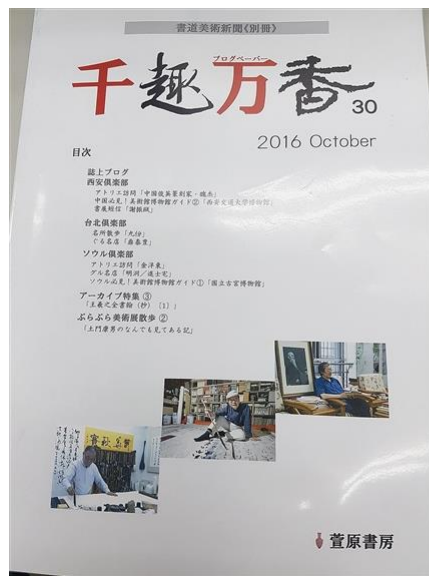 書道美術新聞《別冊》
ブログペーパー
千趣万香 30
2016 October
目次
誌上ブログ
西安倶楽部
アトリエ訪問「中国後英篆刻家・魏杰」
中国必見！美術館博物館ガイド②「西安交通大学博物館」
書展短信「謝振甌」
台北倶楽部
名所散歩「九份」
ぐる名店「鼎泰豊」
ソウル倶楽部
アトリエ訪問「金洋東」
グル名店「明洞／進士宅」
ソウル必見！美術館博物館ガイド①「国立古宮博物館」
アーカイブ特集③
「王羲之全書翰（抄）〔1〕」
ぶらぶら美術展散歩②
「土門康男のなんでも見てある記」
萱原書房